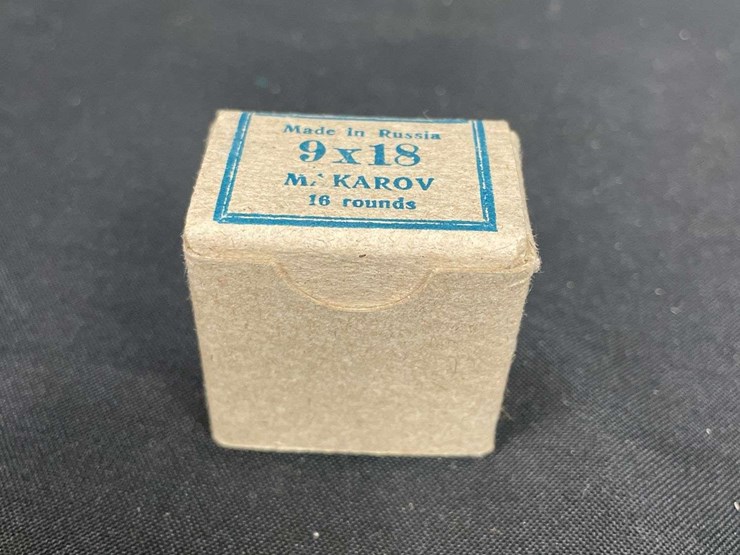 Made In Russia
9x18
M. KAROV
16 rounds